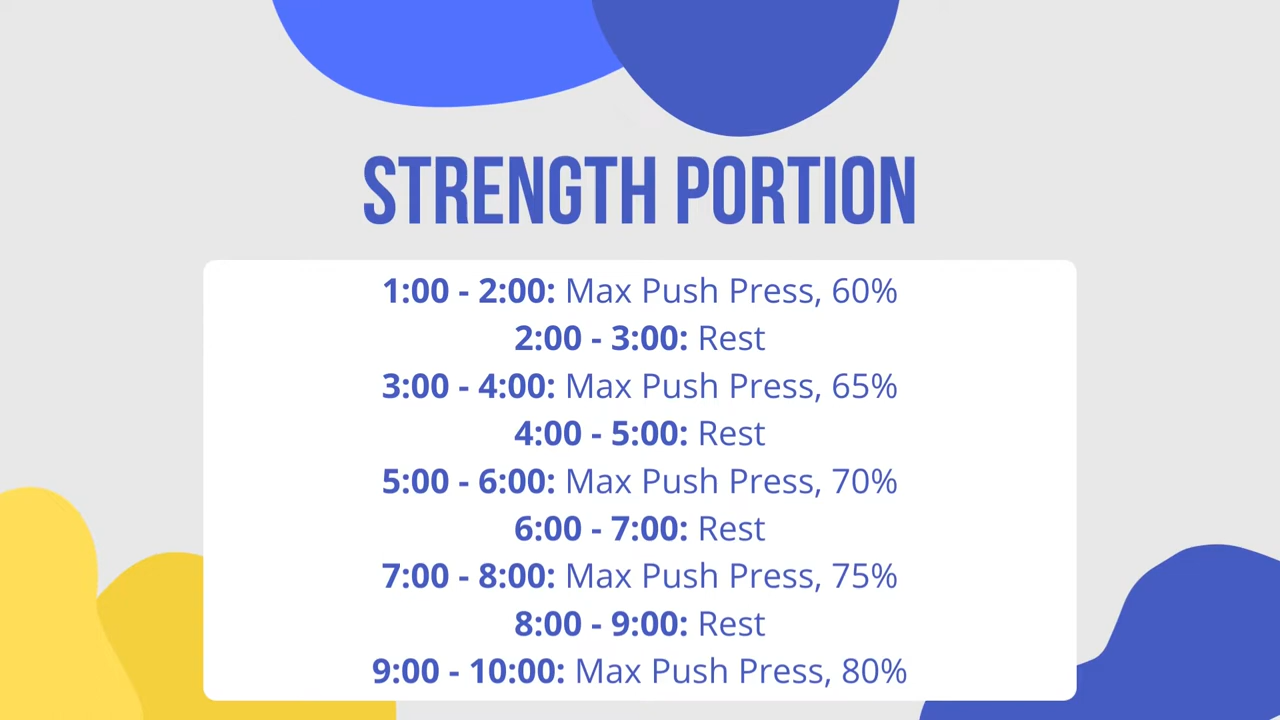 STRENGTH PORTION
1:00 - 2:00: Max Push Press, 60%
2:00 - 3:00: Rest
3:00 - 4:00: Max Push Press, 65%
4:00 - 5:00: Rest
5:00 - 6:00: Max Push Press, 70%
6:00 - 7:00: Rest
7:00 - 8:00: Max Push Press, 75%
8:00 - 9:00: Rest
9:00 - 10:00: Max Push Press, 80%